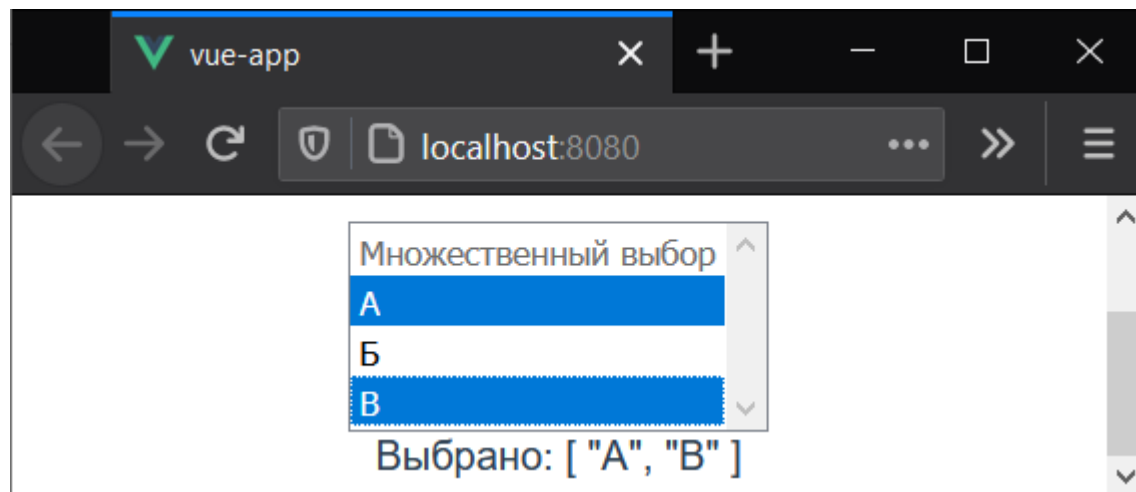 vue-app
localhost:8080
Множественный выбор
А
Б
В
Выбрано: [ "А", "В" ]